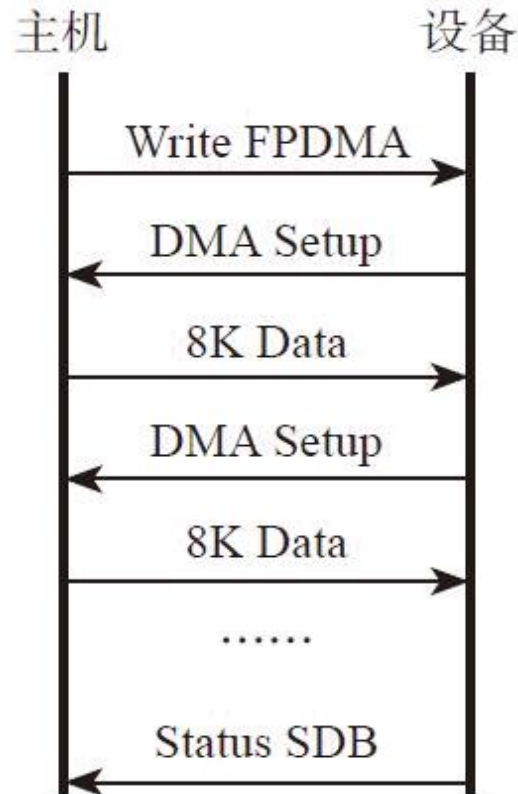 主机 设备
Write FPDMA
DMA Setup
8K Data
DMA Setup
8K Data
……
Status SDB